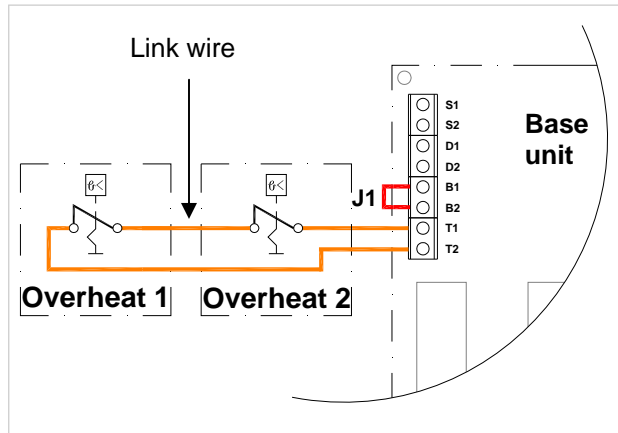 Link wire
S1
S2
D1
D2
B1
B2
T1
T2
Base
unit
J1
Overheat 1
Overheat 2